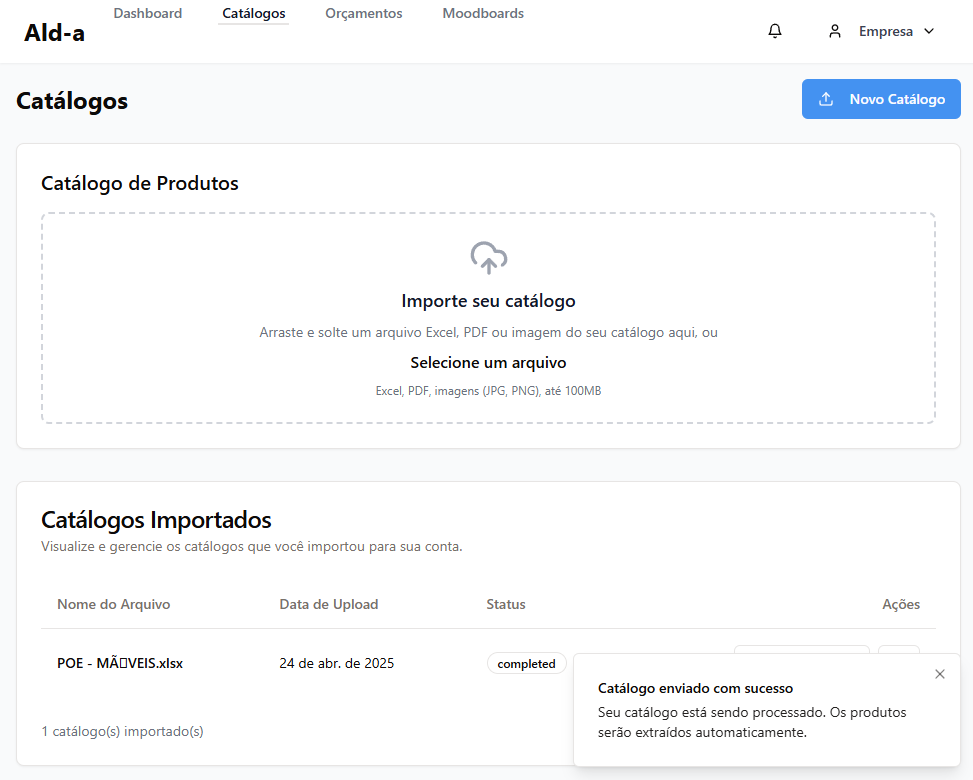 Ald-a
Dashboard
Catálogos
Orçamentos
Moodboards
Empresa
Catálogos
Novo Catálogo
Catálogo de Produtos
Importe seu catálogo
Arraste e solte um arquivo Excel, PDF ou imagem do seu catálogo aqui, ou
Selecione um arquivo
Excel, PDF, imagens (JPG, PNG), até 100MB
Catálogos Importados
Visualize e gerencie os catálogos que você importou para sua conta.
Nome do Arquivo Data de Upload Status Ações
POE - MÃ▯VEIS.xlsx 24 de abr. de 2025 completed
1 catálogo(s) importado(s)
Catálogo enviado com sucesso
Seu catálogo está sendo processado. Os produtos
serão extraídos automaticamente.